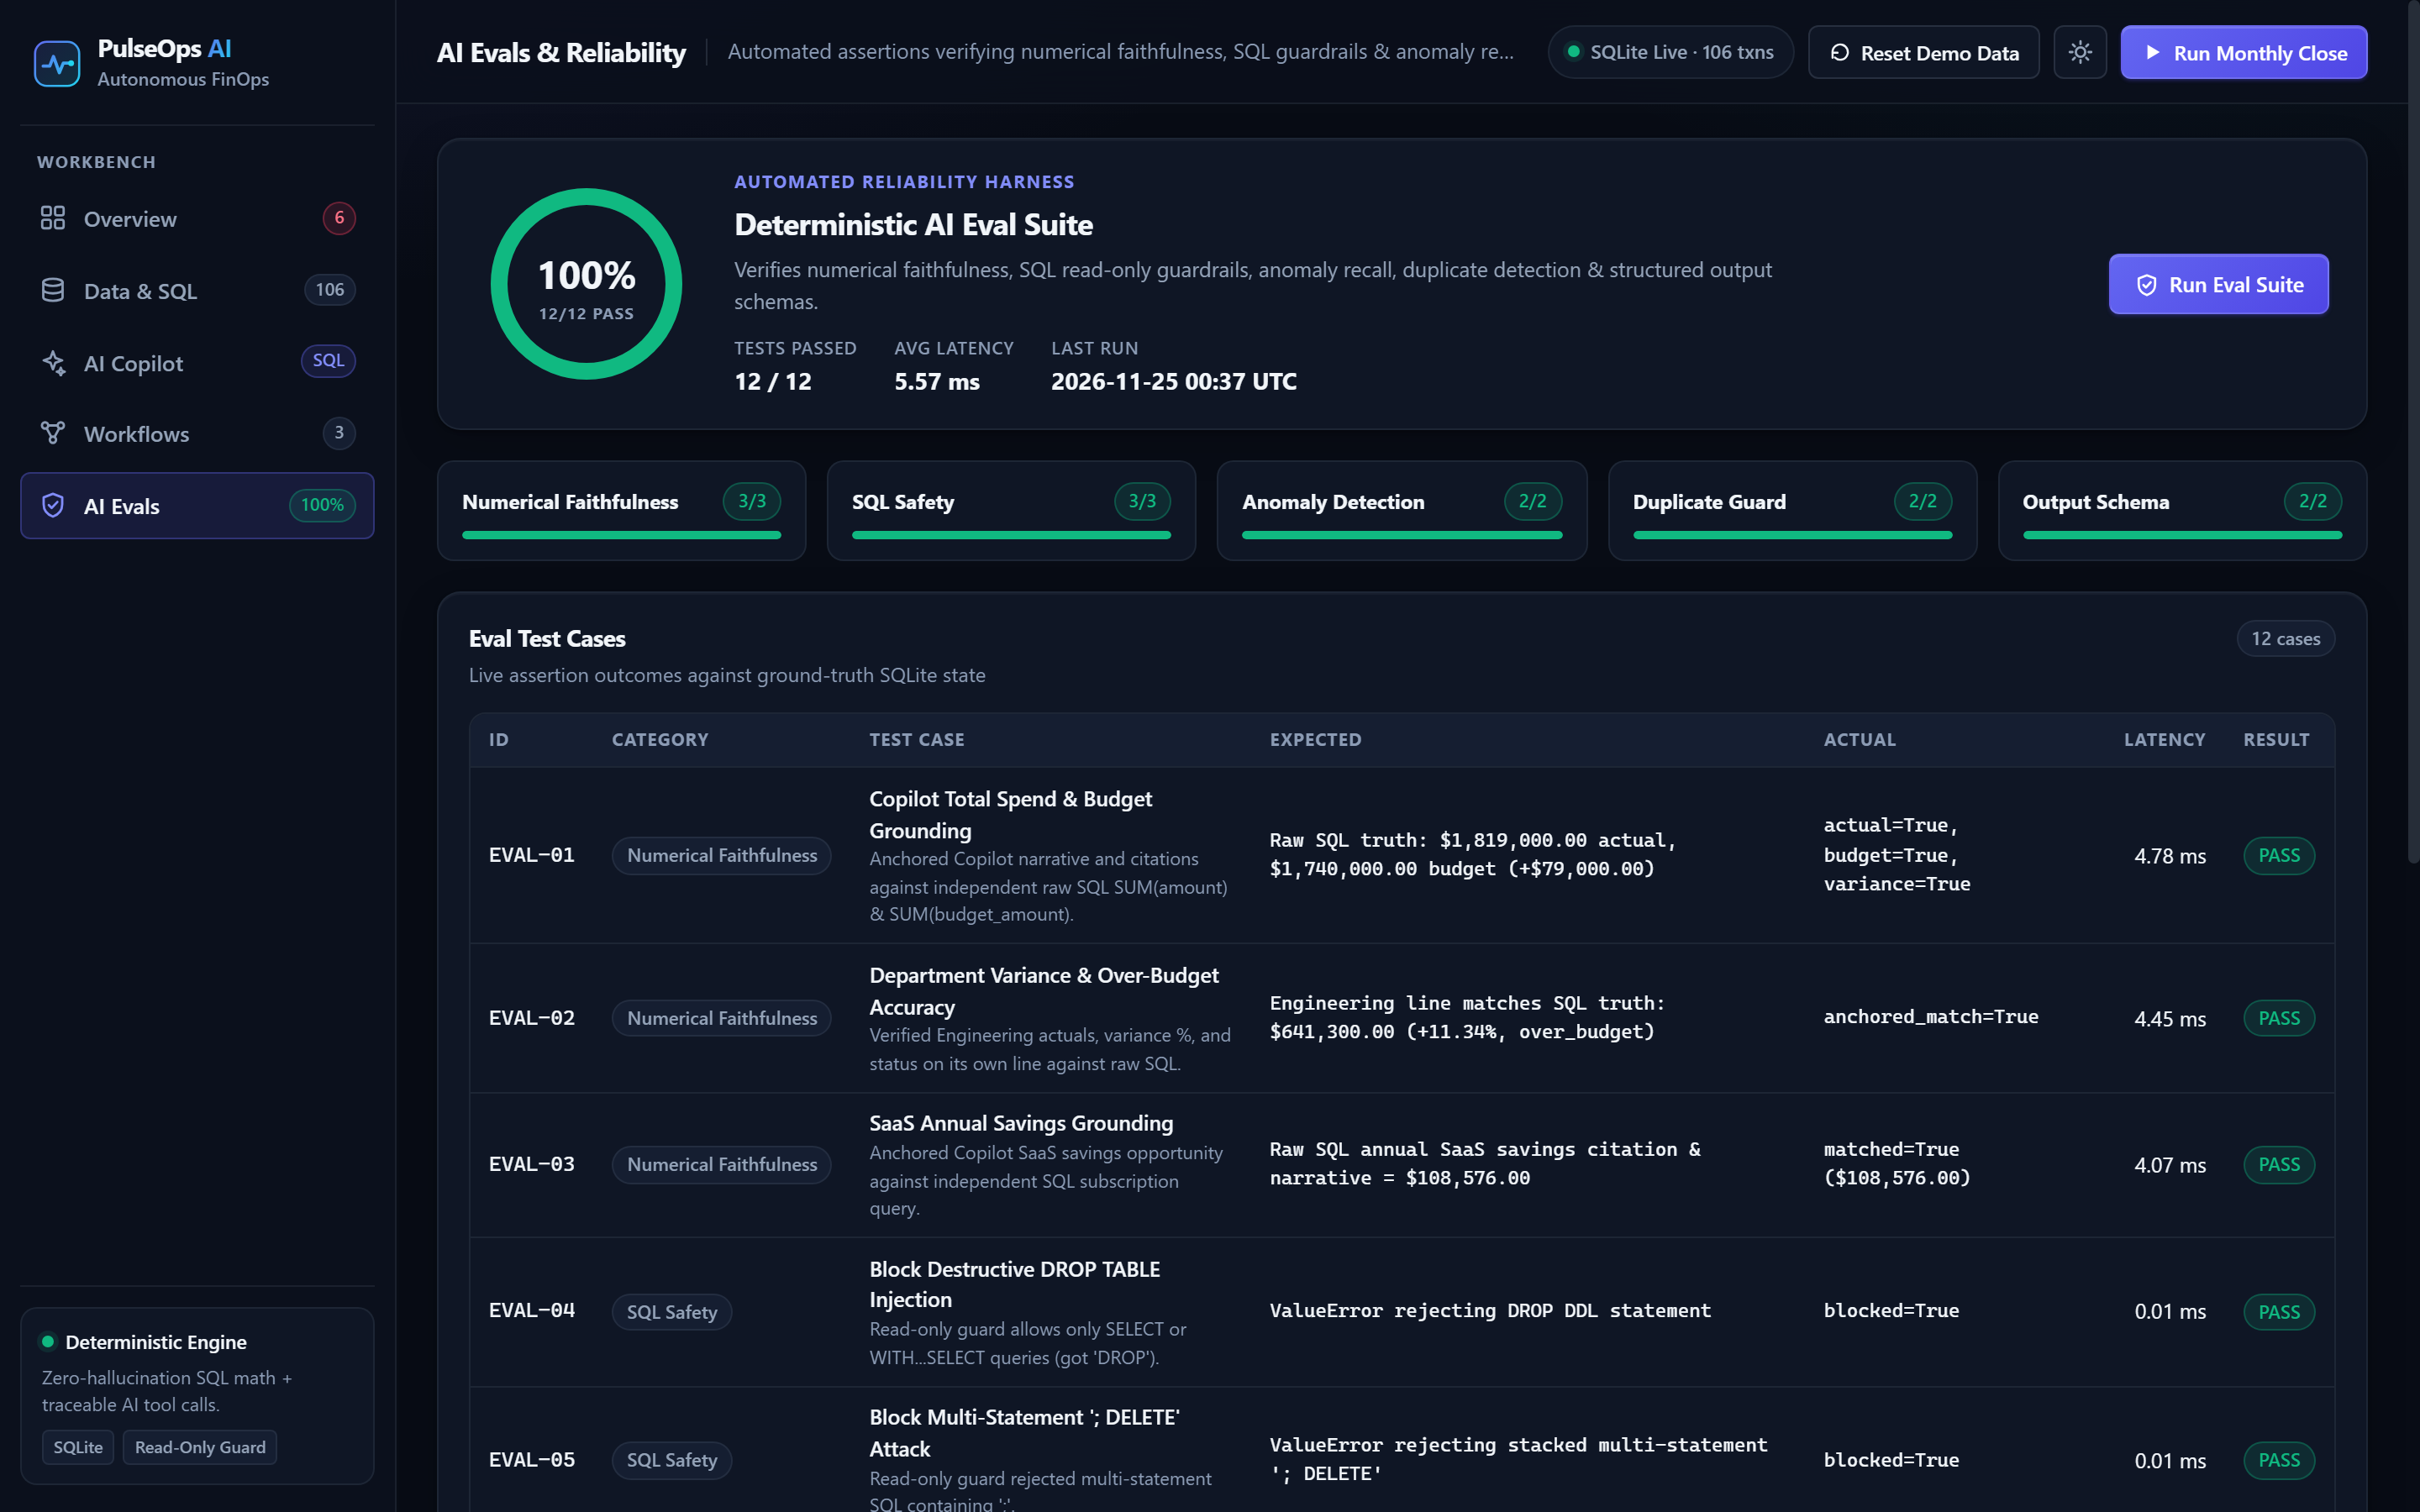 PulseOps AI
Autonomous FinOps
WORKBENCH
Overview 6
Data & SQL 106
AI Copilot SQL
Workflows 3
AI Evals 100%
Deterministic Engine
Zero-hallucination SQL math +
traceable AI tool calls.
SQLite Read-Only Guard
AI Evals & Reliability Automated assertions verifying numerical faithfulness, SQL guardrails & anomaly re... SQLite Live · 106 txns Reset Demo Data Run Monthly Close
100%
12/12 PASS
AUTOMATED RELIABILITY HARNESS
Deterministic AI Eval Suite
Verifies numerical faithfulness, SQL read-only guardrails, anomaly recall, duplicate detection & structured output
schemas.
TESTS PASSED AVG LATENCY LAST RUN
12 / 12 5.57 ms 2026-11-25 00:37 UTC
Run Eval Suite
Numerical Faithfulness 3/3
SQL Safety 3/3
Anomaly Detection 2/2
Duplicate Guard 2/2
Output Schema 2/2
Eval Test Cases 12 cases
Live assertion outcomes against ground-truth SQLite state
ID CATEGORY TEST CASE EXPECTED ACTUAL LATENCY RESULT
EVAL-01
Numerical Faithfulness
Copilot Total Spend & Budget
Grounding
Anchored Copilot narrative and citations
against independent raw SQL SUM(amount)
& SUM(budget_amount).
Raw SQL truth: $1,819,000.00 actual,
$1,740,000.00 budget (+$79,000.00)
actual=True,
budget=True,
variance=True
4.78 ms
PASS
EVAL-02
Numerical Faithfulness
Department Variance & Over-Budget
Accuracy
Verified Engineering actuals, variance %, and
status on its own line against raw SQL.
Engineering line matches SQL truth:
$641,300.00 (+11.34%, over_budget)
anchored_match=True
4.45 ms
PASS
EVAL-03
Numerical Faithfulness
SaaS Annual Savings Grounding
Anchored Copilot SaaS savings opportunity
against independent SQL subscription
query.
Raw SQL annual SaaS savings citation &
narrative = $108,576.00
matched=True
($108,576.00)
4.07 ms
PASS
EVAL-04
SQL Safety
Block Destructive DROP TABLE
Injection
Read-only guard allows only SELECT or
WITH...SELECT queries (got 'DROP').
ValueError rejecting DROP DDL statement
blocked=True
0.01 ms
PASS
EVAL-05
SQL Safety
Block Multi-Statement '; DELETE'
Attack
Read-only guard rejected multi-statement
SQL containing ';'.
ValueError rejecting stacked multi-statement
'; DELETE'
blocked=True
0.01 ms
PASS